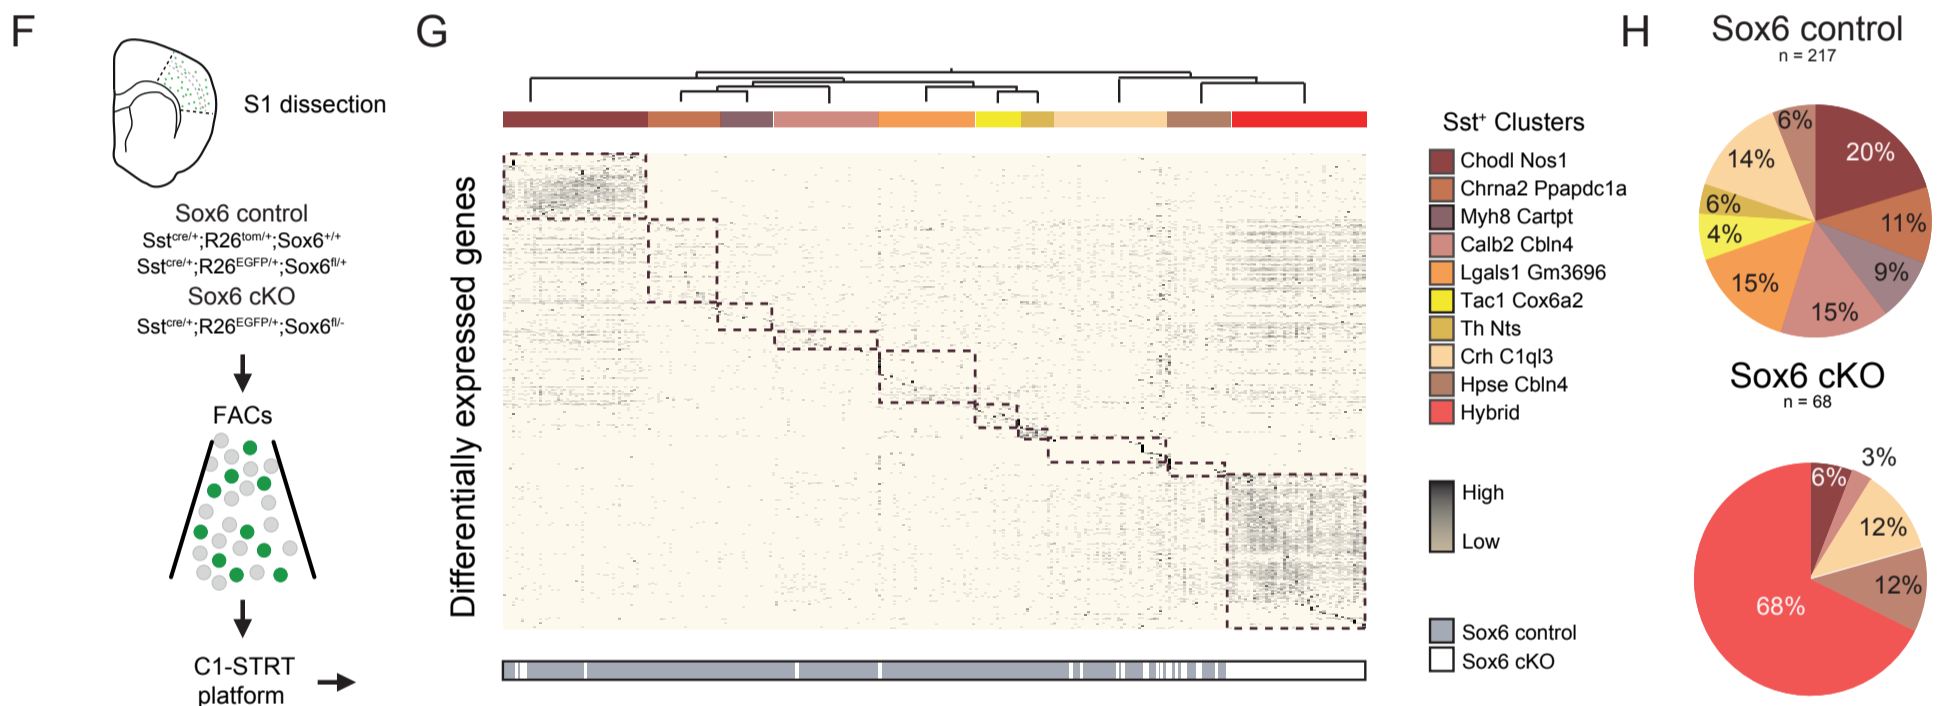 F
S1 dissection
Sox6 control
Sst^cre/+;R26^tom/+;Sox6^+/+
Sst^cre/+;R26^EGFP/+;Sox6^fl/+
Sox6 cKO
Sst^cre/+;R26^EGFP/+;Sox6^fl/-
FACs
C1-STRT
platform
G
Differentially expressed genes
Sst⁺ Clusters
Chodl Nos1
Chrna2 Ppapdc1a
Myh8 Cartpt
Calb2 Cbln4
Lgals1 Gm3696
Tac1 Cox6a2
Th Nts
Crh C1ql3
Hpse Cbln4
Hybrid
High
Low
Sox6 control
Sox6 cKO
H
Sox6 control
n = 217
6%
20%
14%
11%
6%
4%
9%
15%
15%
Sox6 cKO
n = 68
3%
6%
12%
12%
68%